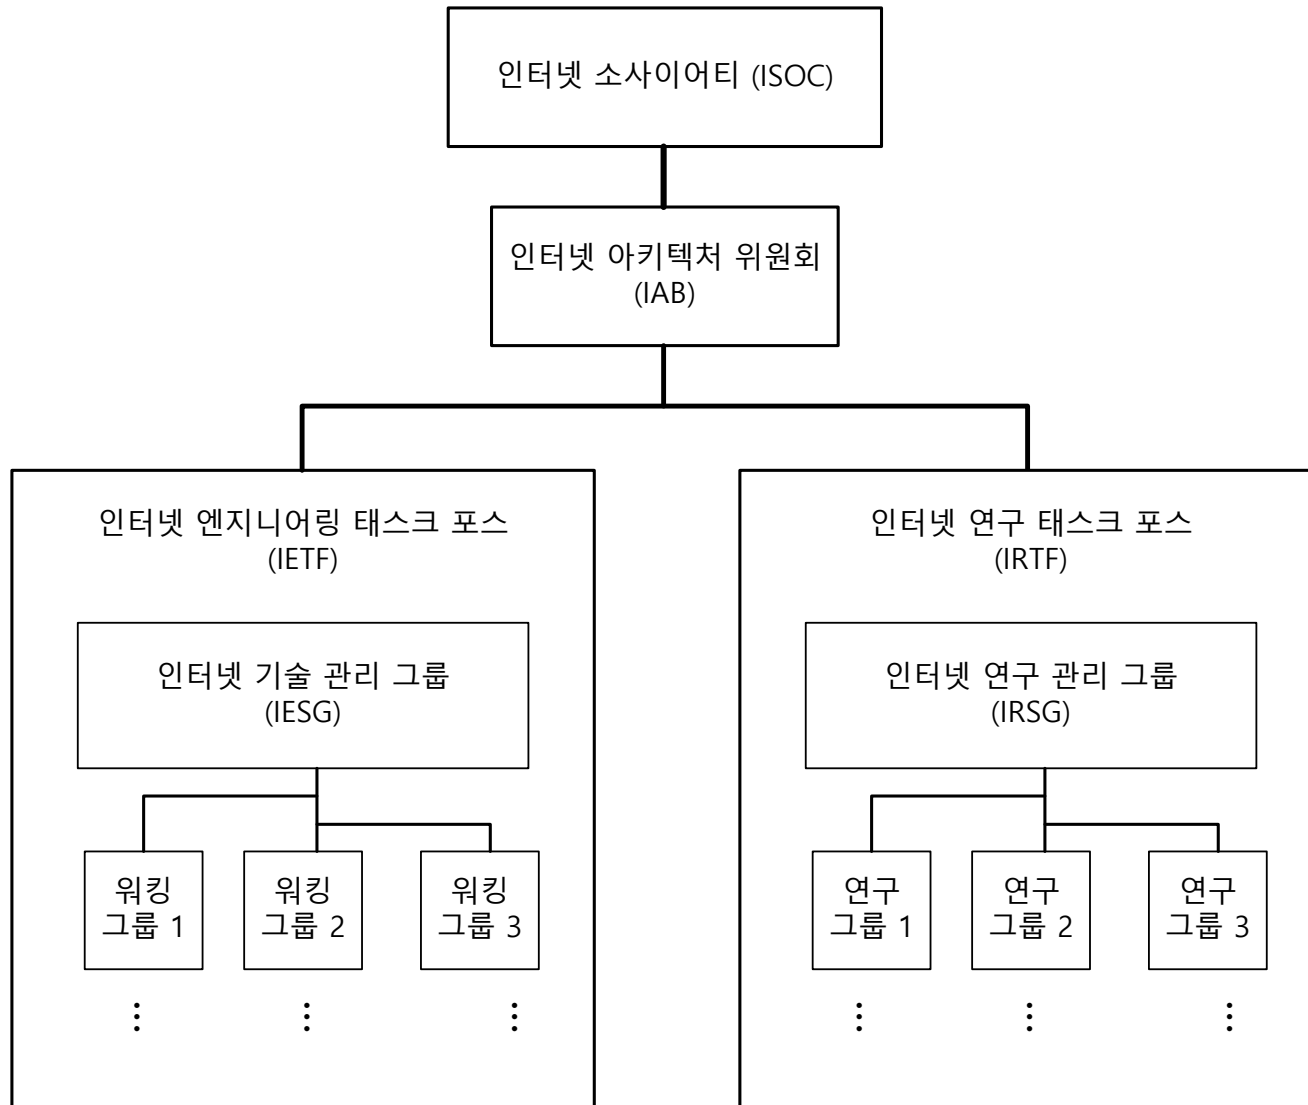 인터넷 소사이어티 (ISOC)
인터넷 아키텍처 위원회
(IAB)
인터넷 엔지니어링 태스크 포스
(IETF)
인터넷 기술 관리 그룹
(IESG)
워킹
그룹 1
워킹
그룹 2
워킹
그룹 3
인터넷 연구 태스크 포스
(IRTF)
인터넷 연구 관리 그룹
(IRSG)
연구
그룹 1
연구
그룹 2
연구
그룹 3